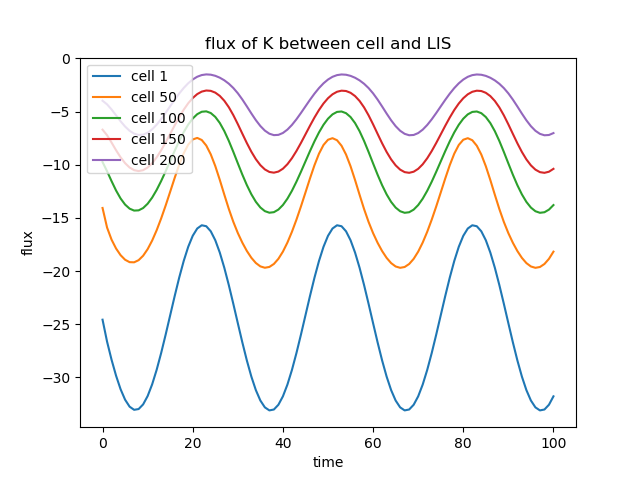 flux of K between cell and LIS
cell 1
cell 50
cell 100
cell 150
cell 200
0
−5
−10
−15
−20
−25
−30
flux
0 20 40 60 80 100
time